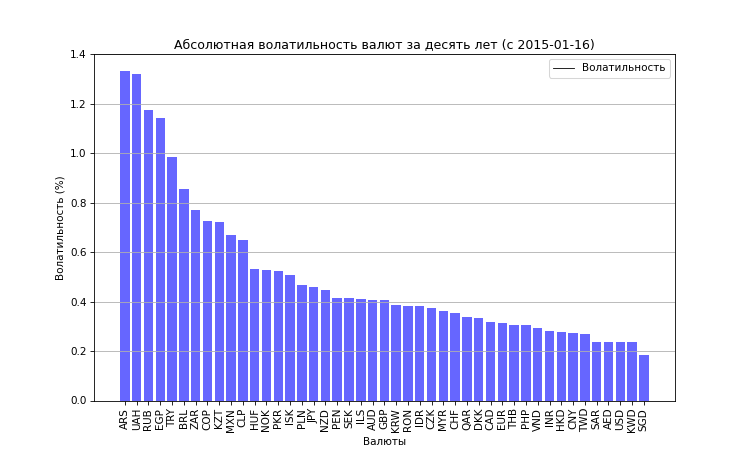 Абсолютная волатильность валют за десять лет (с 2015-01-16)
Волатильность
Волатильность (%)
1.4
1.2
1.0
0.8
0.6
0.4
0.2
0.0
ARS UAH RUB EGP TRY BRL ZAR COP KZT MXN CLP HUF NOK PKR ISK PLN JPY NZD PEN SEK ILS AUD GBP KRW RON IDR CZK MYR CHF QAR DKK CAD EUR THB PHP VND INR HKD CNY TWD SAR AED USD KWD SGD
Валюты